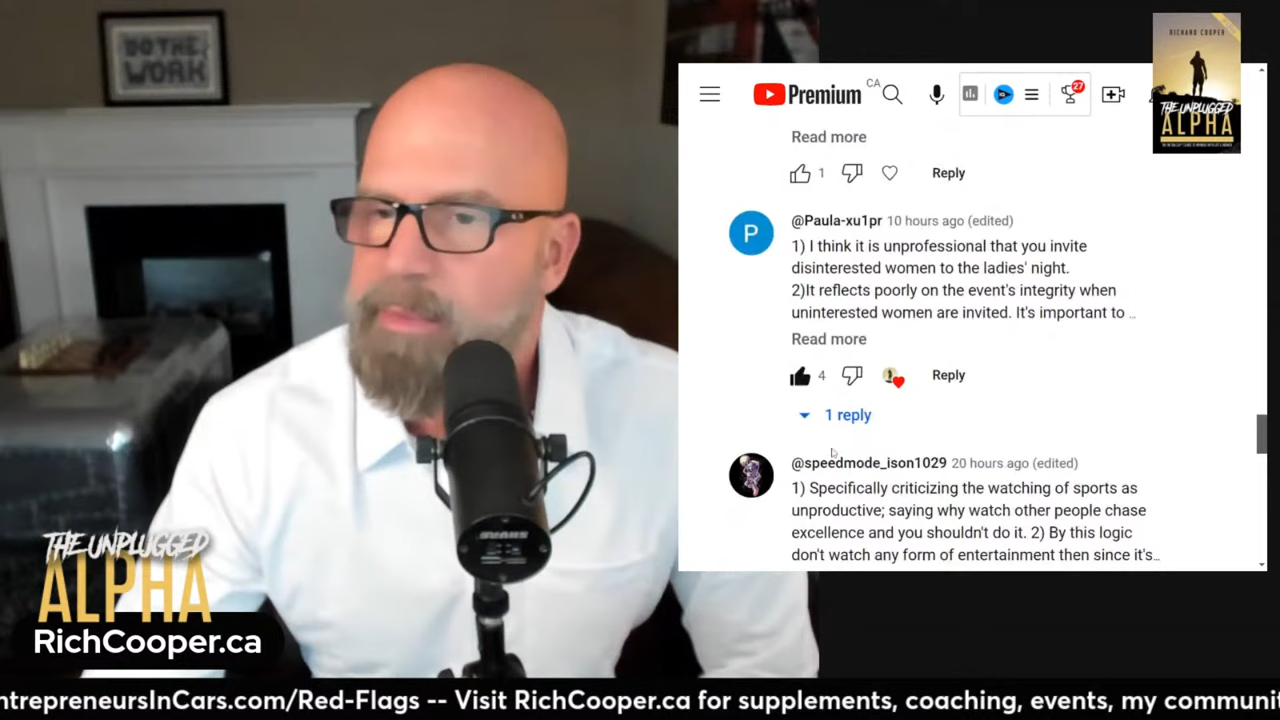 DO THE
WORK
RICHARD COOPER
THE UNPLUGGED
ALPHA
Premium
CA
27
Read more
1
Reply
P
@Paula-xu1pr 10 hours ago (edited)
1) I think it is unprofessional that you invite
disinterested women to the ladies' night.
2)It reflects poorly on the event's integrity when
uninterested women are invited. It's important to ...
Read more
4
Reply
1 reply
@speedmode_ison1029 20 hours ago (edited)
1) Specifically criticizing the watching of sports as
unproductive; saying why watch other people chase
excellence and you shouldn't do it. 2) By this logic
don't watch any form of entertainment then since it's...
THE UNPLUGGED
ALPHA
RichCooper.ca
ntrepreneursInCars.com/Red-Flags -- Visit RichCooper.ca for supplements, coaching, events, my communi